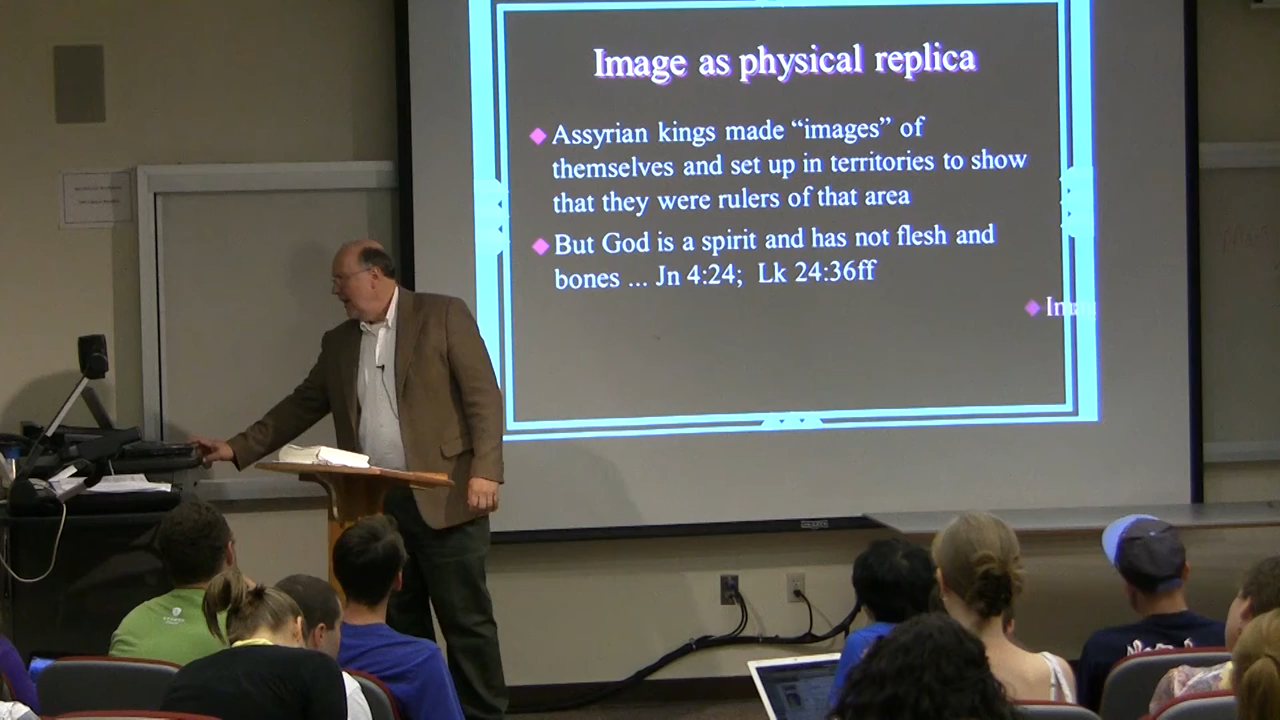 Image as physical replica
Assyrian kings made “images” of
themselves and set up in territories to show
that they were rulers of that area
But God is a spirit and has not flesh and
bones ... Jn 4:24; Lk 24:36ff